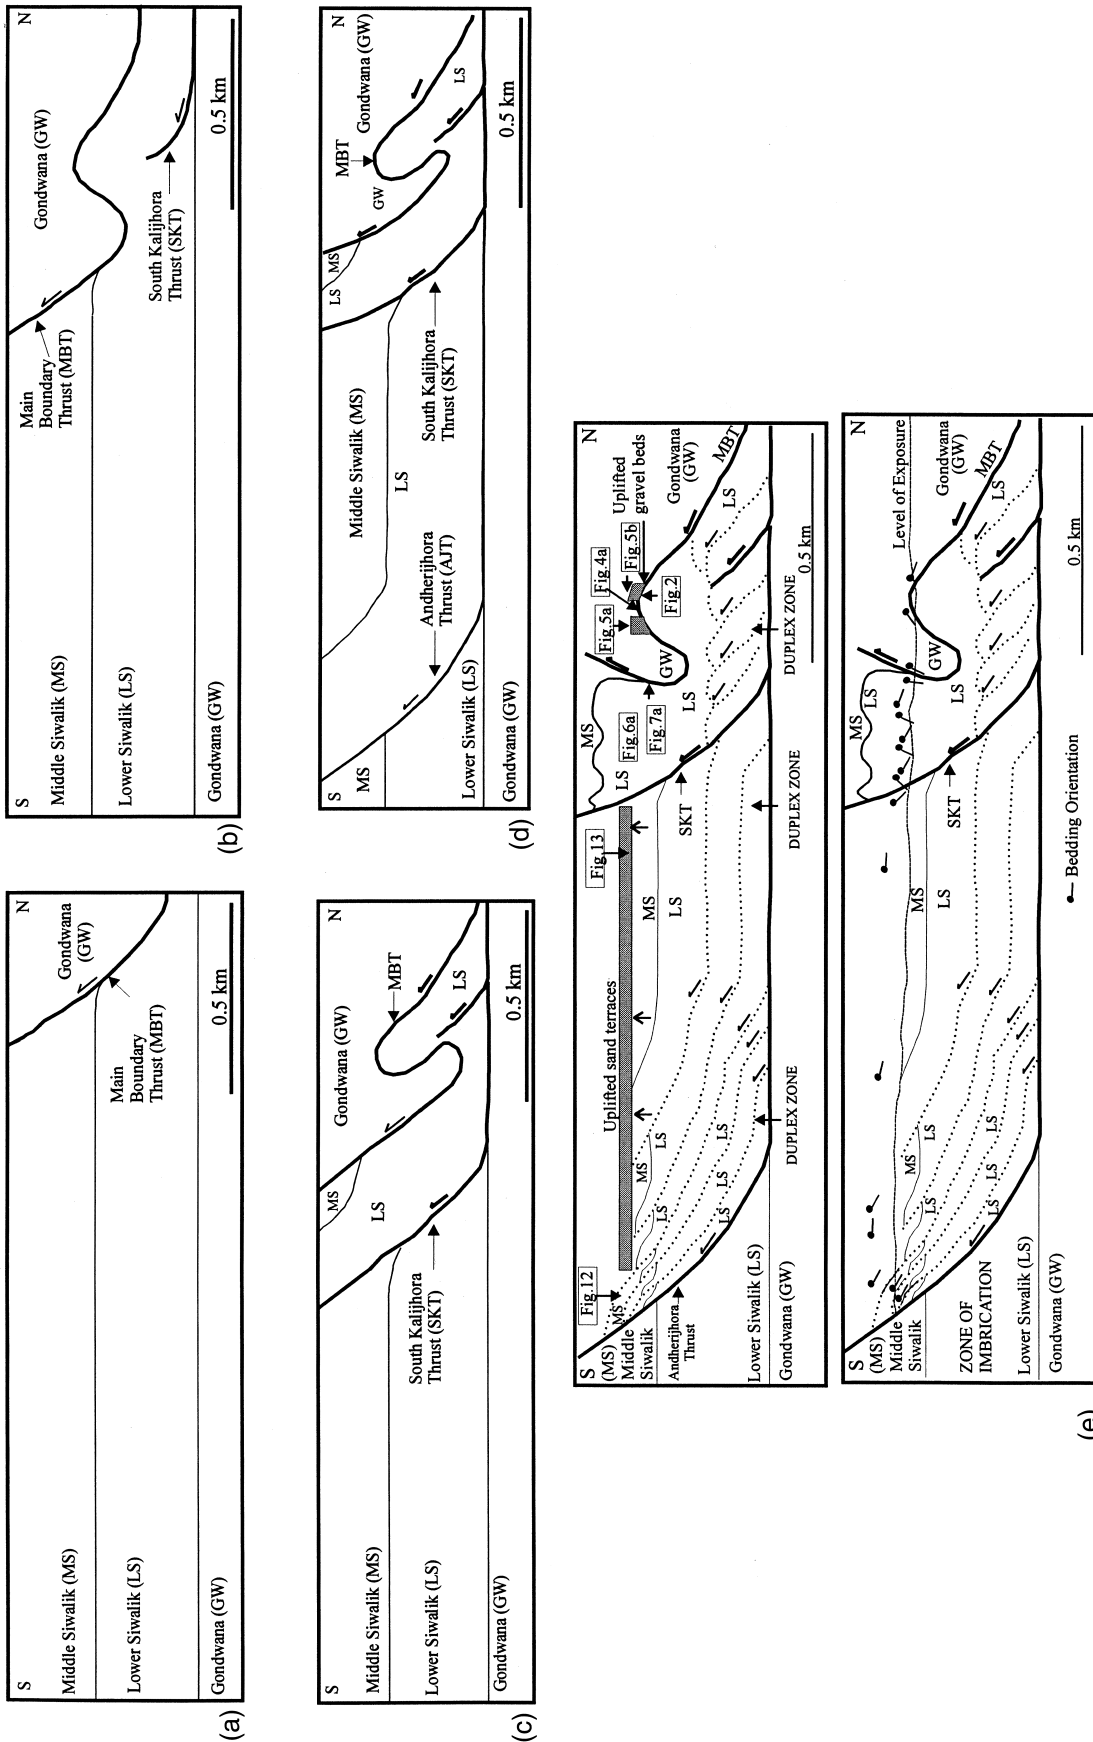 S
N
Middle Siwalik (MS)
Lower Siwalik (LS)
Gondwana (GW)
Gondwana
(GW)
Main
Boundary
Thrust (MBT)
0.5 km
(a)
S
N
Middle Siwalik (MS)
Lower Siwalik (LS)
Gondwana (GW)
Main
Boundary
Thrust (MBT)
Gondwana (GW)
South Kalijhora
Thrust (SKT)
0.5 km
(b)
S
N
Middle Siwalik (MS)
Lower Siwalik (LS)
Gondwana (GW)
MS
LS
Gondwana (GW)
MBT
LS
South Kalijhora
Thrust (SKT)
0.5 km
(c)
S
N
MS
Lower Siwalik (LS)
Gondwana (GW)
Middle Siwalik (MS)
LS
Andherijhora
Thrust (AJT)
South Kalijhora
Thrust (SKT)
LS
MS
GW
MBT
Gondwana (GW)
LS
0.5 km
(d)
S
N
(MS)
Middle
Siwalik
Andherijhora
Thrust
Lower Siwalik (LS)
Gondwana (GW)
Fig.12
MS
LS
LS
MS
LS
LS
LS
Uplifted sand terraces
Fig.13
MS
LS
SKT
LS
MS
Fig.6a
Fig.7a
LS
GW
Fig.5a
Fig.4a
Fig.5b
Fig.2
Uplifted
gravel beds
Gondwana
(GW)
MBT
LS
DUPLEX ZONE
DUPLEX ZONE
DUPLEX ZONE
0.5 km
S
N
(MS)
Middle
Siwalik
ZONE OF
IMBRICATION
Lower Siwalik (LS)
Gondwana (GW)
LS
MS
LS
LS
LS
LS
MS
LS
SKT
MS
LS
LS
GW
Level of Exposure
Gondwana
(GW)
MBT
LS
0.5 km
Bedding Orientation
(e)